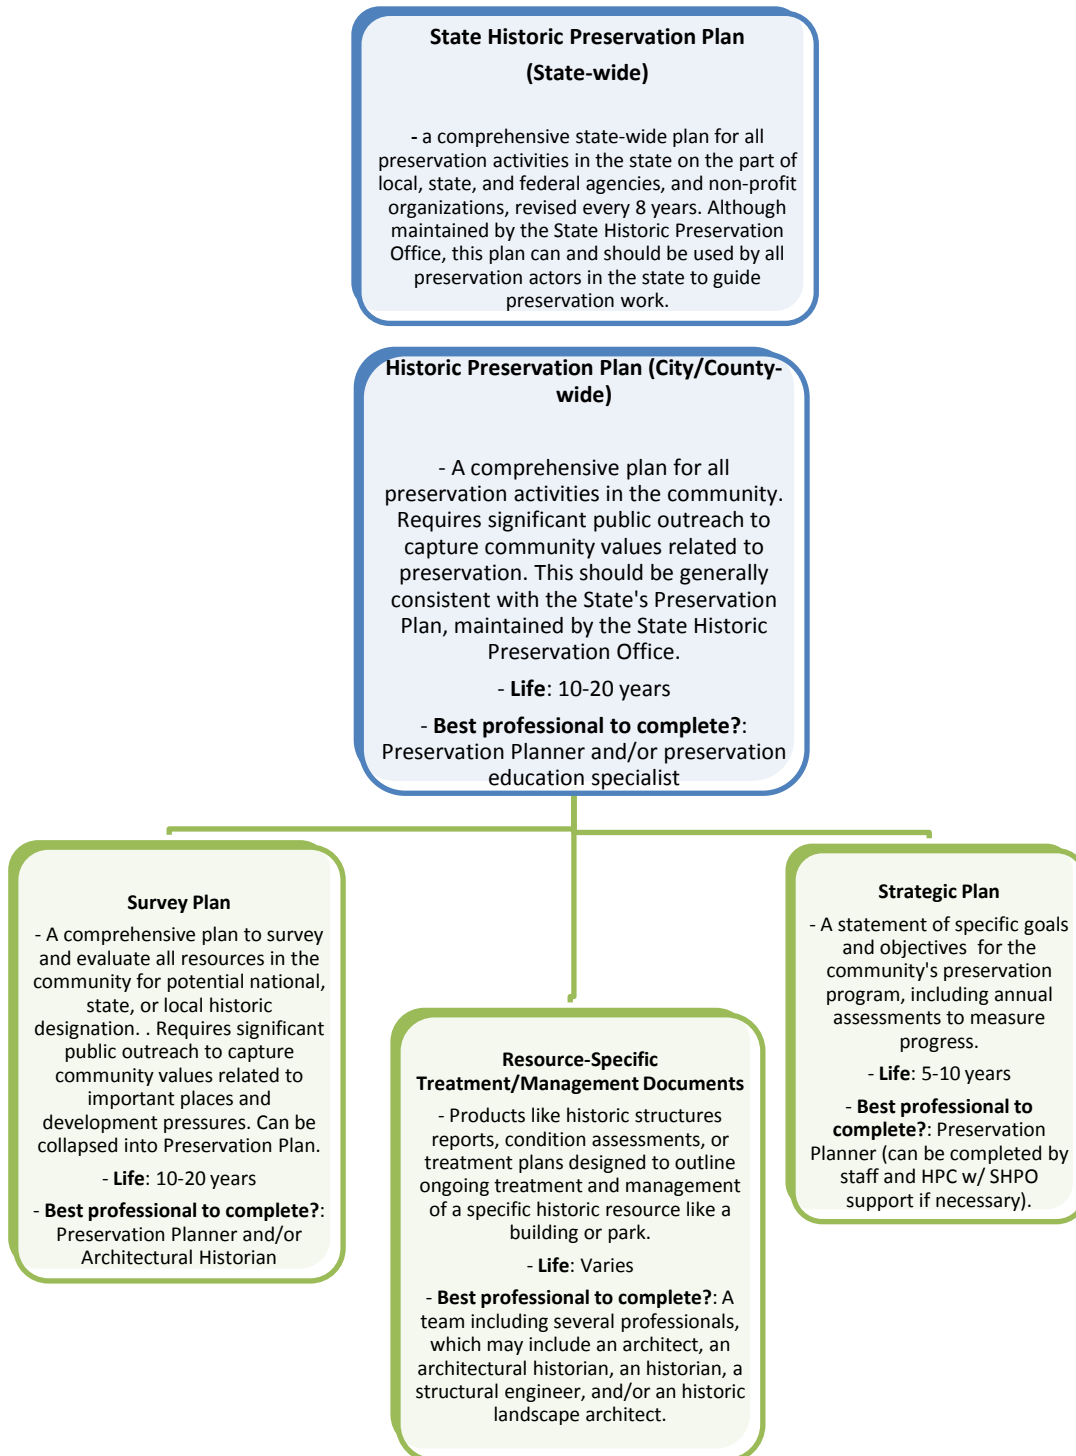 State Historic Preservation Plan
(State-wide)
- a comprehensive state-wide plan for all
preservation activities in the state on the part of
local, state, and federal agencies, and non-profit
organizations, revised every 8 years. Although
maintained by the State Historic Preservation
Office, this plan can and should be used by all
preservation actors in the state to guide
preservation work.
Historic Preservation Plan (City/County-
wide)
- A comprehensive plan for all
preservation activities in the community.
Requires significant public outreach to
capture community values related to
preservation. This should be generally
consistent with the State's Preservation
Plan, maintained by the State Historic
Preservation Office.
- Life: 10-20 years
- Best professional to complete?:
Preservation Planner and/or preservation
education specialist
Survey Plan
- A comprehensive plan to survey
and evaluate all resources in the
community for potential national,
state, or local historic
designation. . Requires significant
public outreach to capture
community values related to
important places and
development pressures. Can be
collapsed into Preservation Plan.
- Life: 10-20 years
- Best professional to complete?:
Preservation Planner and/or
Architectural Historian
Resource-Specific
Treatment/Management Documents
- Products like historic structures
reports, condition assessments, or
treatment plans designed to outline
ongoing treatment and management
of a specific historic resource like a
building or park.
- Life: Varies
- Best professional to complete?: A
team including several professionals,
which may include an architect, an
architectural historian, an historian, a
structural engineer, and/or an historic
landscape architect.
Strategic Plan
- A statement of specific goals
and objectives for the
community's preservation
program, including annual
assessments to measure
progress.
- Life: 5-10 years
- Best professional to
complete?: Preservation
Planner (can be completed by
staff and HPC w/ SHPO
support if necessary).